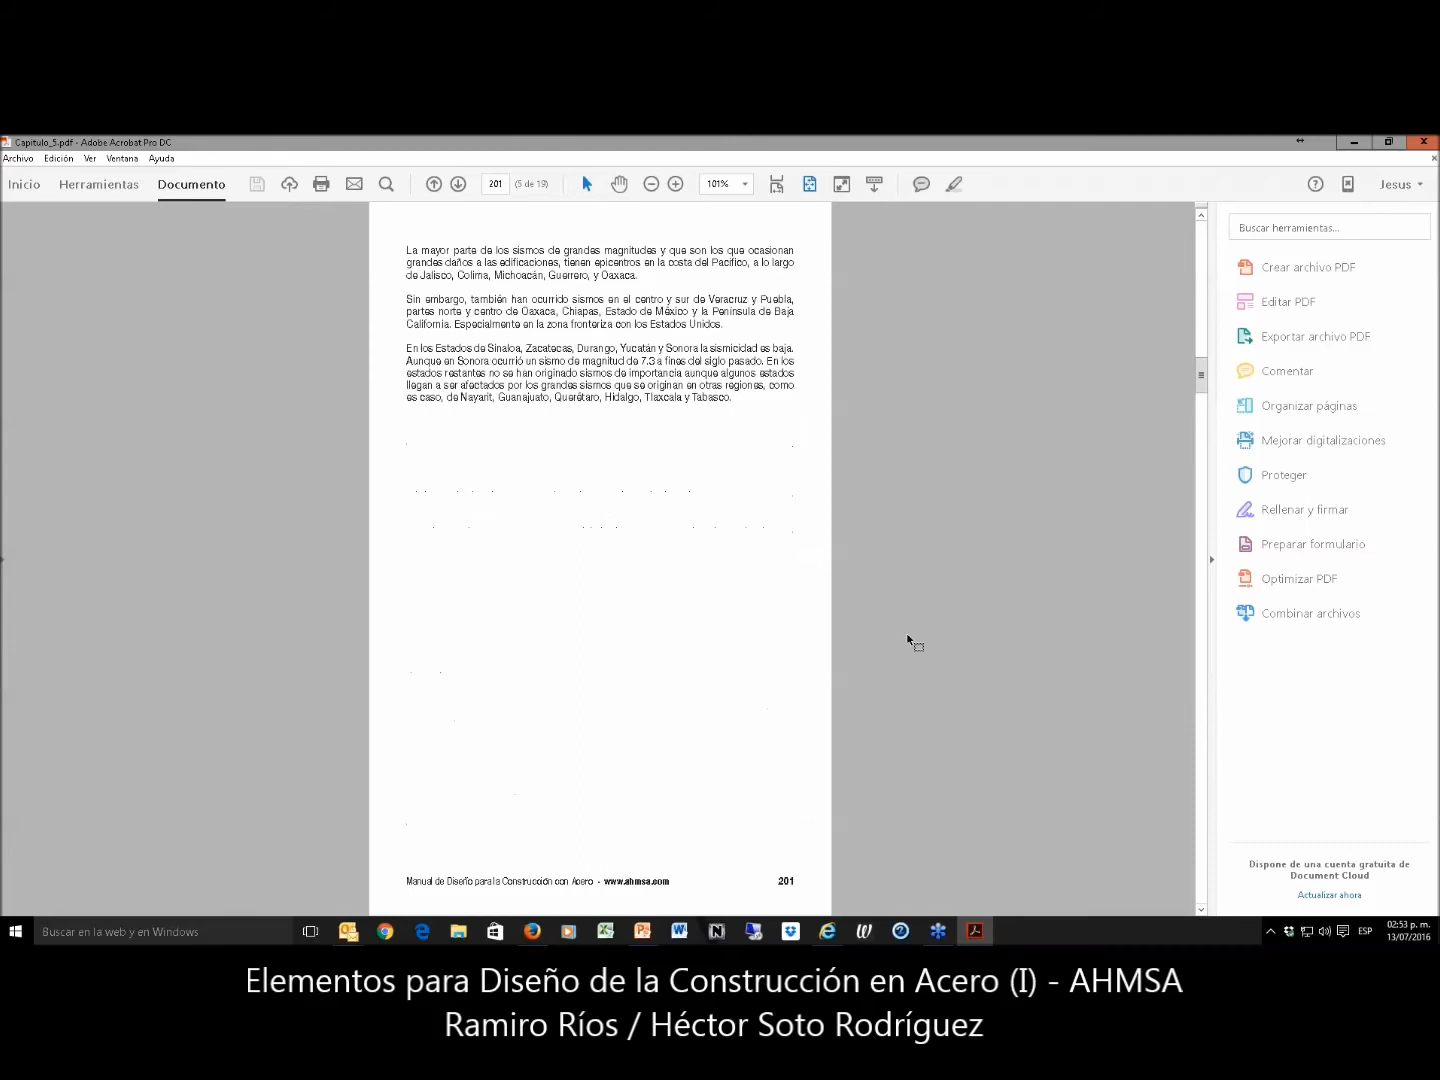 Capitulo_5.pdf - Adobe Acrobat Pro DC
Archivo Edición Ver Ventana Ayuda
Inicio Herramientas Documento 201 (5 de 19) 101% Jesus
La mayor parte de los sismos de grandes magnitudes y que son los que ocasionan
grandes daños a las edificaciones, tienen epicentros en la costa del Pacífico, a lo largo
de Jalisco, Colima, Michoacán, Guerrero, y Oaxaca.
Sin embargo, también han ocurrido sismos en el centro y sur de Veracruz y Puebla,
partes norte y centro de Oaxaca, Chiapas, Estado de México y la Península de Baja
California. Especialmente en la zona fronteriza con los Estados Unidos.
En los Estados de Sinaloa, Zacatecas, Durango, Yucatán y Sonora la sismicidad es baja.
Aunque en Sonora ocurrió un sismo de magnitud de 7.3 a fines del siglo pasado. En los
estados restantes no se han originado sismos de importancia aunque algunos estados
llegan a ser afectados por los grandes sismos que se originan en otras regiones, como
es caso, de Nayarit, Guanajuato, Querétaro, Hidalgo, Tlaxcala y Tabasco.
Manual de Diseño para la Construcción con Acero - www.ahmsa.com 201
Buscar herramientas...
Crear archivo PDF
Editar PDF
Exportar archivo PDF
Comentar
Organizar páginas
Mejorar digitalizaciones
Proteger
Rellenar y firmar
Preparar formulario
Optimizar PDF
Combinar archivos
Dispone de una cuenta gratuita de
Document Cloud
Actualizar ahora
Buscar en la web y en Windows
ESP
02:53 p. m.
13/07/2016
Elementos para Diseño de la Construcción en Acero (I) - AHMSA
Ramiro Ríos / Héctor Soto Rodríguez